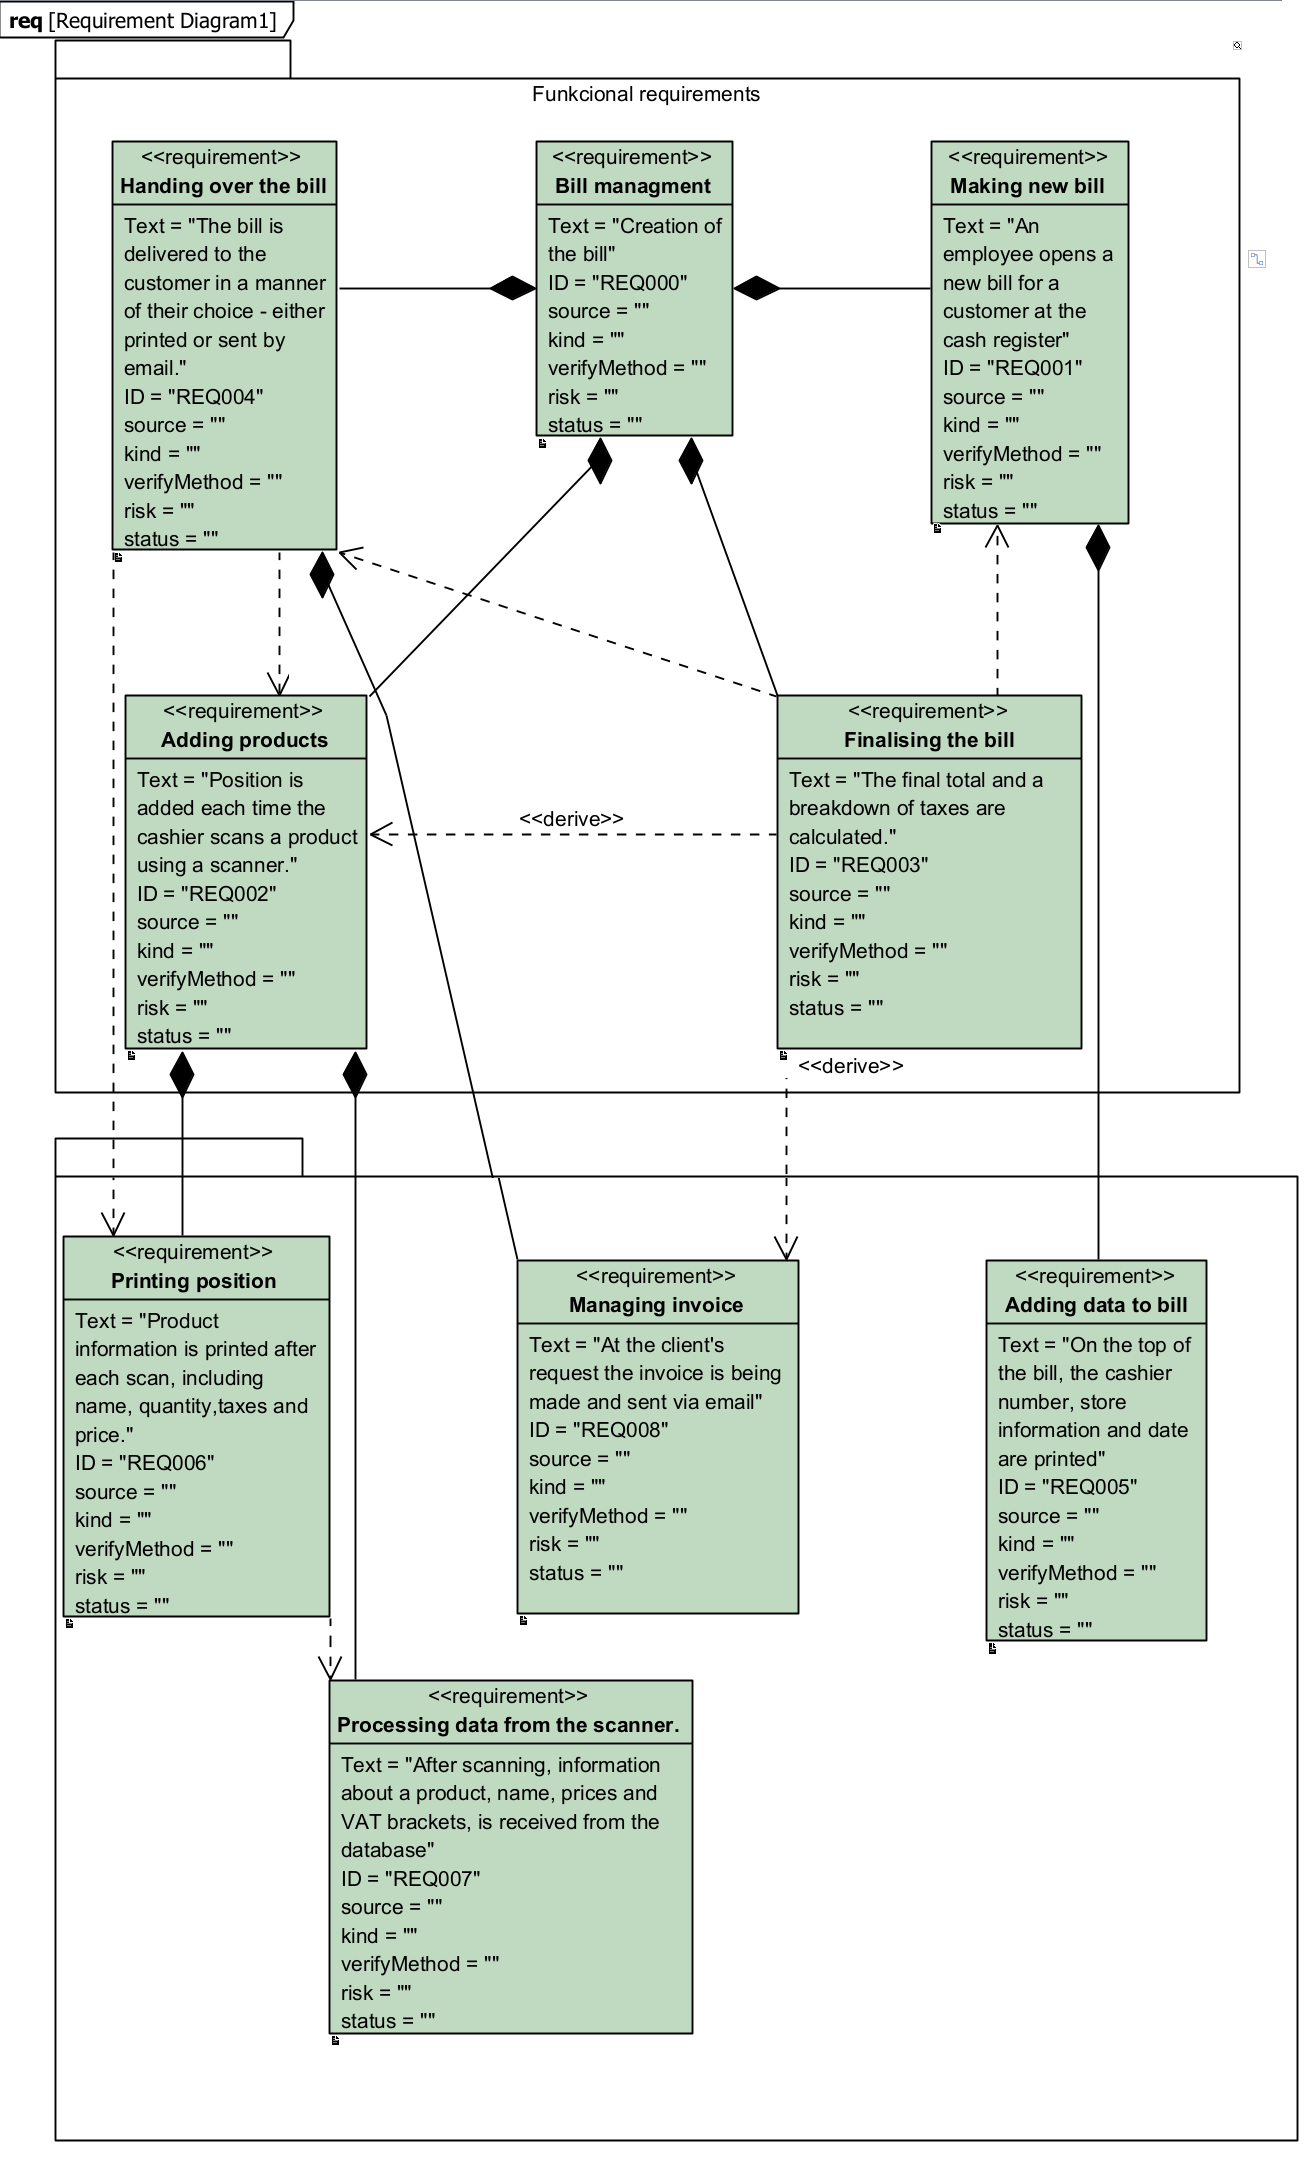 req [Requirement Diagram1]
Funkcional requirements
<<requirement>>
Handing over the bill
Text = "The bill is
delivered to the
customer in a manner
of their choice - either
printed or sent by
email."
ID = "REQ004"
source = ""
kind = ""
verifyMethod = ""
risk = ""
status = ""
<<requirement>>
Bill managment
Text = "Creation of
the bill"
ID = "REQ000"
source = ""
kind = ""
verifyMethod = ""
risk = ""
status = ""
<<requirement>>
Making new bill
Text = "An
employee opens a
new bill for a
customer at the
cash register"
ID = "REQ001"
source = ""
kind = ""
verifyMethod = ""
risk = ""
status = ""
<<requirement>>
Adding products
Text = "Position is
added each time the
cashier scans a product
using a scanner."
ID = "REQ002"
source = ""
kind = ""
verifyMethod = ""
risk = ""
status = ""
<<derive>>
<<requirement>>
Finalising the bill
Text = "The final total and a
breakdown of taxes are
calculated."
ID = "REQ003"
source = ""
kind = ""
verifyMethod = ""
risk = ""
status = ""
<<derive>>
<<requirement>>
Printing position
Text = "Product
information is printed after
each scan, including
name, quantity,taxes and
price."
ID = "REQ006"
source = ""
kind = ""
verifyMethod = ""
risk = ""
status = ""
<<requirement>>
Managing invoice
Text = "At the client's
request the invoice is being
made and sent via email"
ID = "REQ008"
source = ""
kind = ""
verifyMethod = ""
risk = ""
status = ""
<<requirement>>
Adding data to bill
Text = "On the top of
the bill, the cashier
number, store
information and date
are printed"
ID = "REQ005"
source = ""
kind = ""
verifyMethod = ""
risk = ""
status = ""
<<requirement>>
Processing data from the scanner.
Text = "After scanning, information
about a product, name, prices and
VAT brackets, is received from the
database"
ID = "REQ007"
source = ""
kind = ""
verifyMethod = ""
risk = ""
status = ""